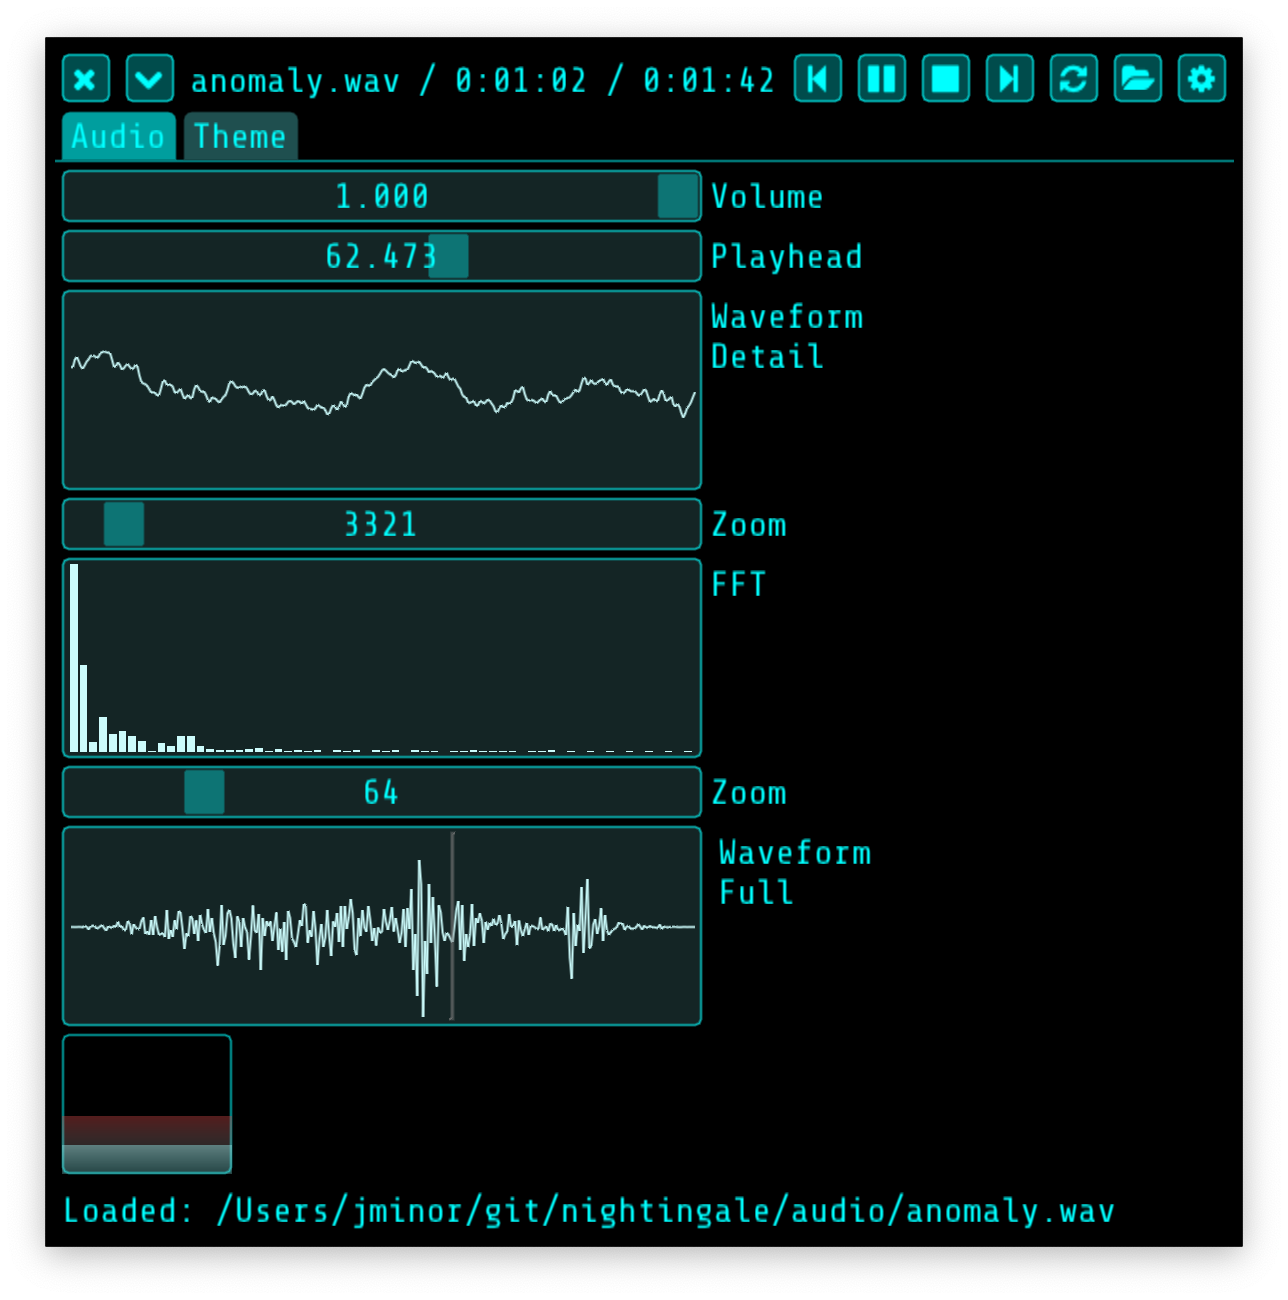 anomaly.wav / 0:01:02 / 0:01:42
Audio Theme
1.000 Volume
62.473 Playhead
Waveform
Detail
3321 Zoom
FFT
64 Zoom
Waveform
Full
Loaded: /Users/jminor/git/nightingale/audio/anomaly.wav